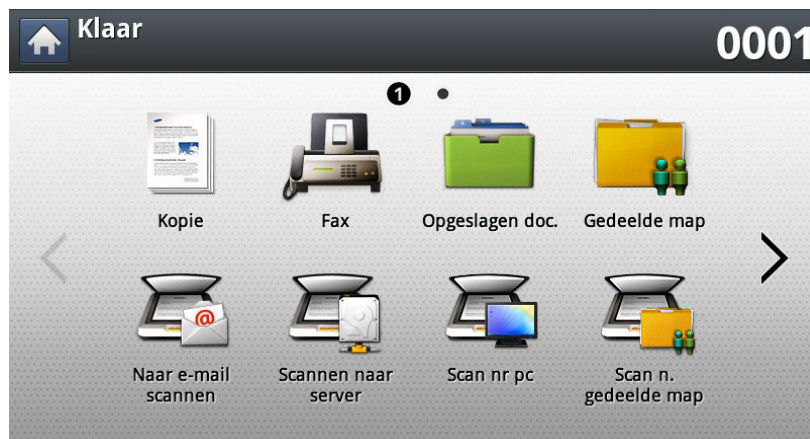 Klaar
0001
1
Kopie
Fax
Opgeslagen doc.
Gedeelde map
@
Naar e-mail
scannen
Scannen naar
server
Scan nr pc
Scan n.
gedeelde map